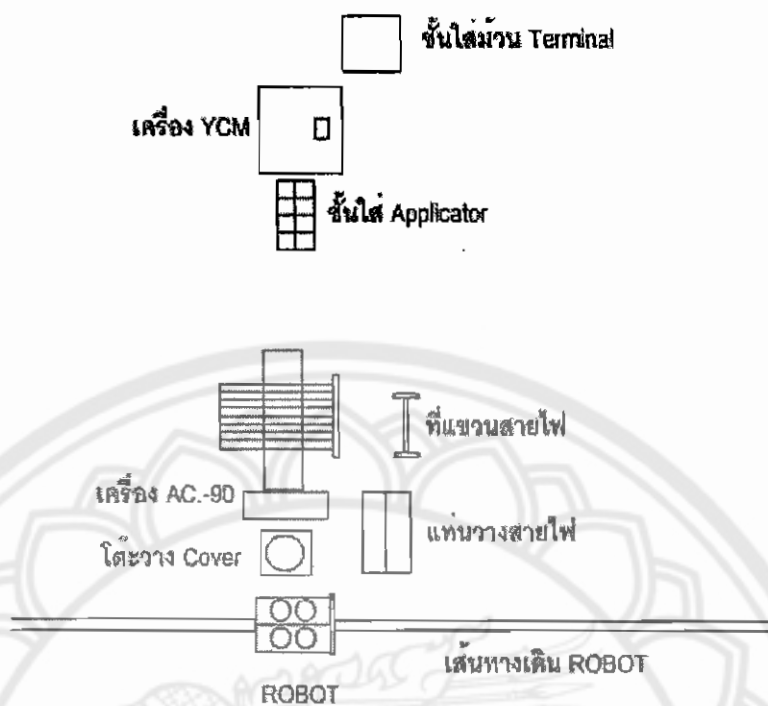 ชั้นใส่ม้วน Terminal
เครื่อง YCM
ชั้นใส่ Applicator
ที่แขวนสายไฟ
เครื่อง AC.-90
แท่นวางสายไฟ
โต๊ะวาง Cover
เส้นทางเดิน ROBOT
ROBOT